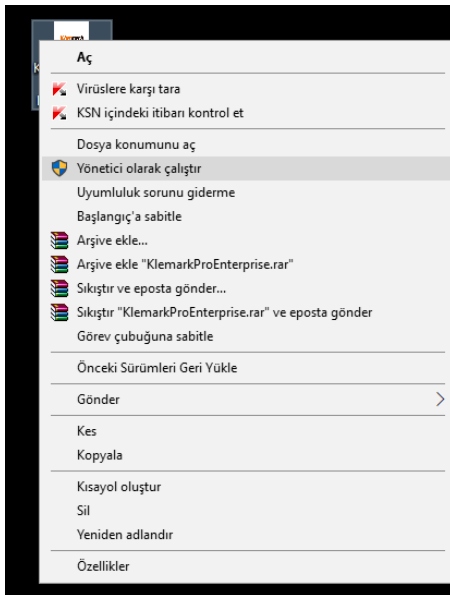 Aç
Virüslere karşı tara
KSN içindeki itibarı kontrol et
Dosya konumunu aç
Yönetici olarak çalıştır
Uyumluluk sorunu giderme
Başlangıç'a sabitle
Arşive ekle...
Arşive ekle "KlemarkProEnterprise.rar"
Sıkıştır ve eposta gönder...
Sıkıştır "KlemarkProEnterprise.rar" ve eposta gönder
Görev çubuğuna sabitle
Önceki Sürümleri Geri Yükle
Gönder
Kes
Kopyala
Kısayol oluştur
Sil
Yeniden adlandır
Özellikler